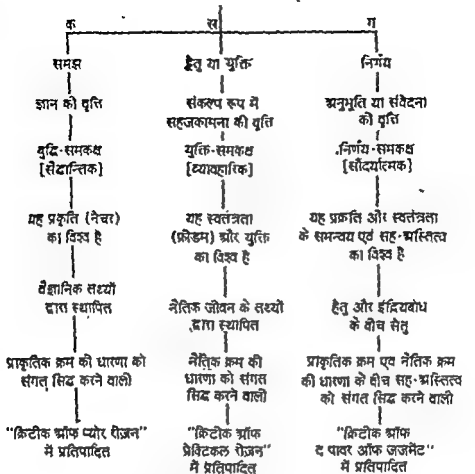 क
स
ग
समझ
हेतु या युक्ति
निर्णय
ज्ञान की वृत्ति
संकल्प रूप में
सहजकामना की वृत्ति
अनुभूति या संवेदना
की वृत्ति
बुद्धि-समकक्ष
[सैद्धान्तिक]
युक्ति-समकक्ष
[व्यावहारिक]
निर्णय-समकक्ष
[सौंदर्यात्मक]
यह प्रकृति (नेचर)
का विश्व है
यह स्वतंत्रता
(फ्रीडम) और युक्ति
का विश्व है
यह प्रकृति और स्वतंत्रता
के समन्वय एवं सह-अस्तित्व
का विश्व है
वैज्ञानिक तथ्यों
द्वारा स्थापित
नैतिक जीवन के तथ्यों
द्वारा स्थापित
हेतु और इंद्रियबोध
के बीच सेतु
प्राकृतिक क्रम की धारणा को
संगत सिद्ध करने वाली
नैतिक क्रम की
धारणा को संगत
सिद्ध करने वाली
प्राकृतिक क्रम एव नैतिक क्रम
की धारणा के बीच सह-अस्तित्व
को संगत सिद्ध करने वाली
"क्रिटीक ऑफ प्योर रीज़न"
में प्रतिपादित
"क्रिटीक ऑफ
प्रेक्टिकल रीज़न"
में प्रतिपादित
"क्रिटीक ऑफ
द पावर ऑफ जजमेंट"
में प्रतिपादित